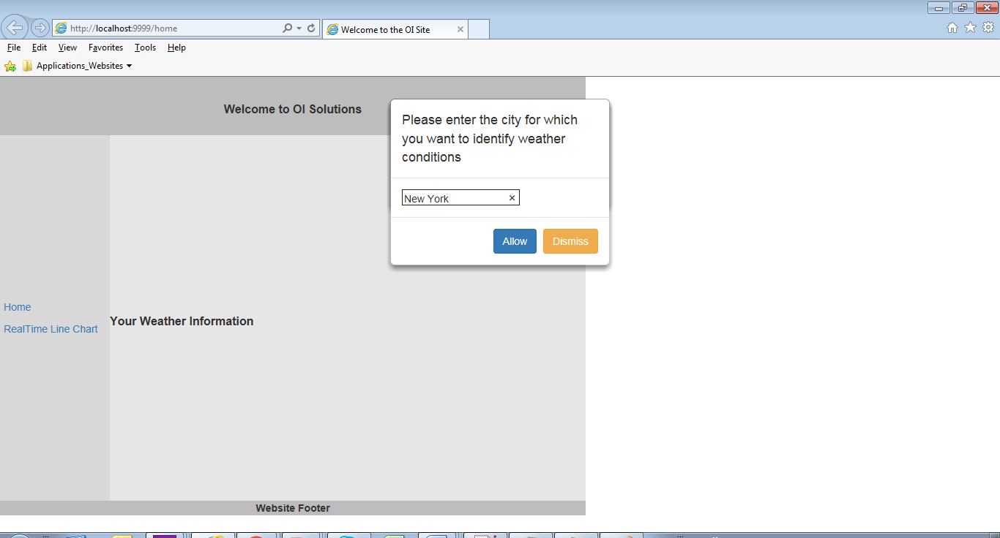 http://localhost:9999/home
Welcome to the OI Site
File Edit View Favorites Tools Help
Applications_Websites
Welcome to OI Solutions
Please enter the city for which
you want to identify weather
conditions
New York
Allow Dismiss
Home
RealTime Line Chart
Your Weather Information
Website Footer